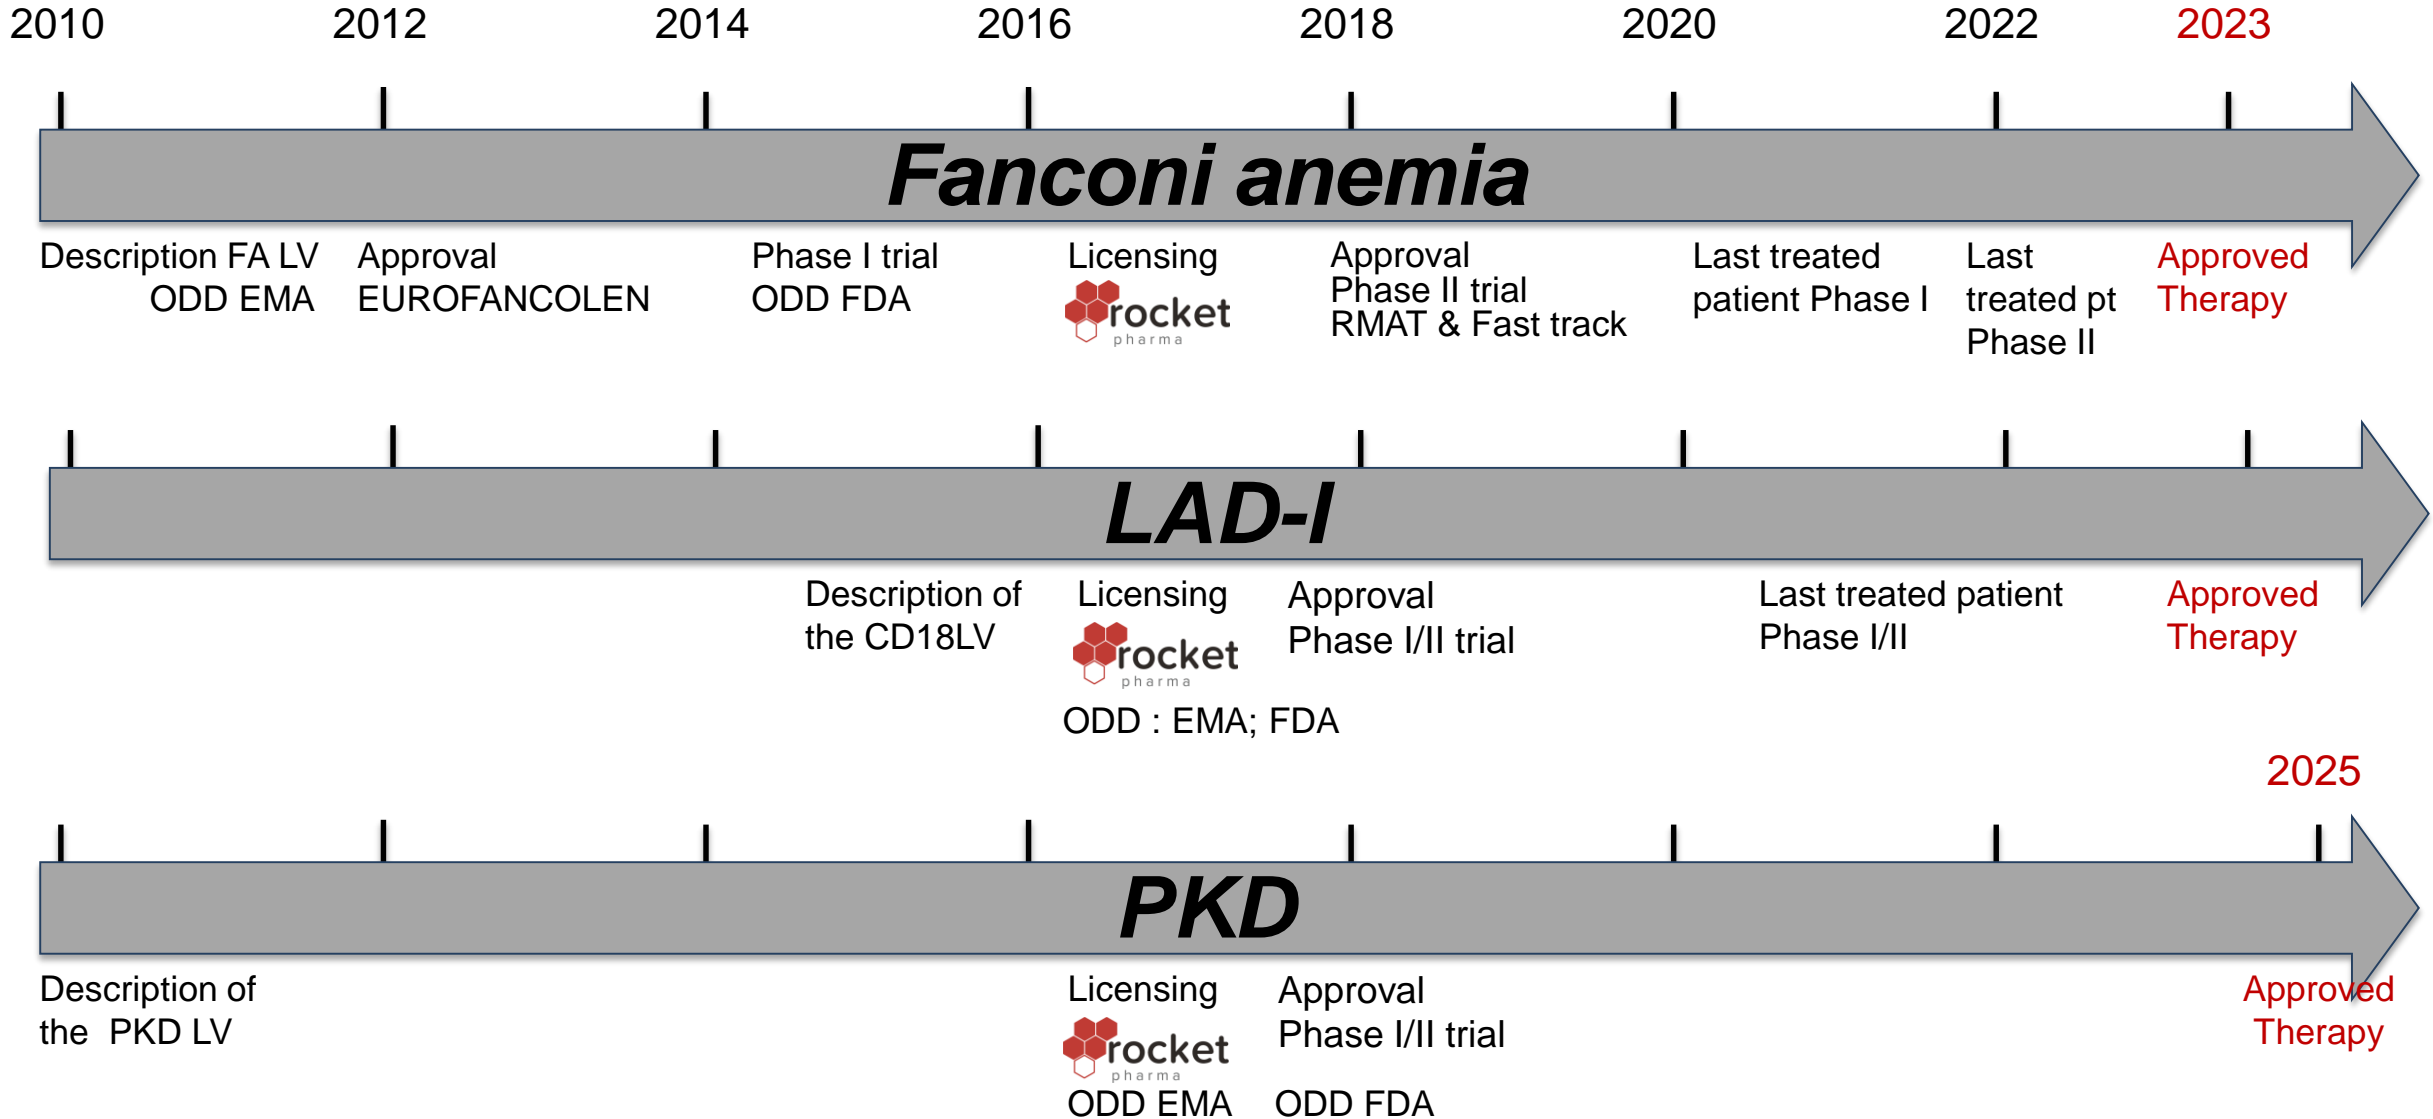 2010 2012 2014 2016 2018 2020 2022 2023
Fanconi anemia
Description FA LV
ODD EMA
Approval
EUROFANCOLEN
Phase I trial
ODD FDA
Licensing
rocket
pharma
Approval
Phase II trial
RMAT & Fast track
Last treated
patient Phase I
Last
treated pt
Phase II
Approved
Therapy
LAD-I
Description of
the CD18LV
Licensing
rocket
pharma
ODD : EMA; FDA
Approval
Phase I/II trial
Last treated patient
Phase I/II
Approved
Therapy
2025
PKD
Description of
the PKD LV
Licensing
rocket
pharma
ODD EMA
Approval
Phase I/II trial
ODD FDA
Approved
Therapy